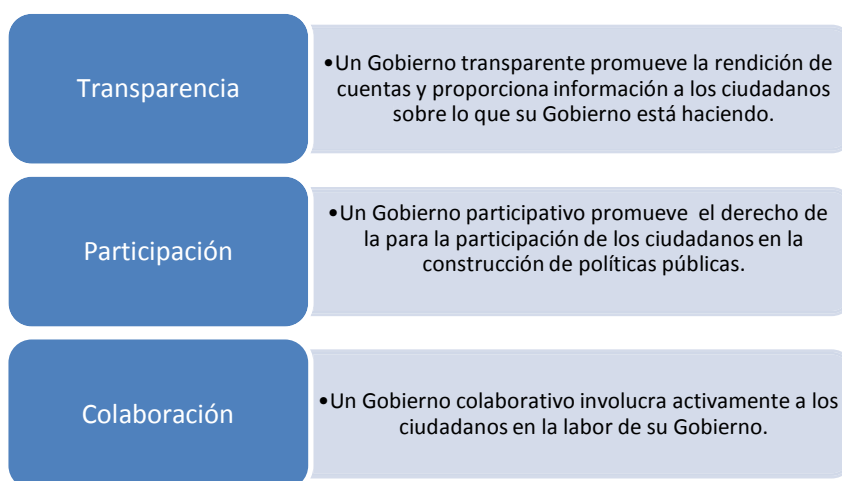 Transparencia
•Un Gobierno transparente promueve la rendición de
cuentas y proporciona información a los ciudadanos
sobre lo que su Gobierno está haciendo.
Participación
•Un Gobierno participativo promueve el derecho de
la para la participación de los ciudadanos en la
construcción de políticas públicas.
Colaboración
•Un Gobierno colaborativo involucra activamente a los
ciudadanos en la labor de su Gobierno.